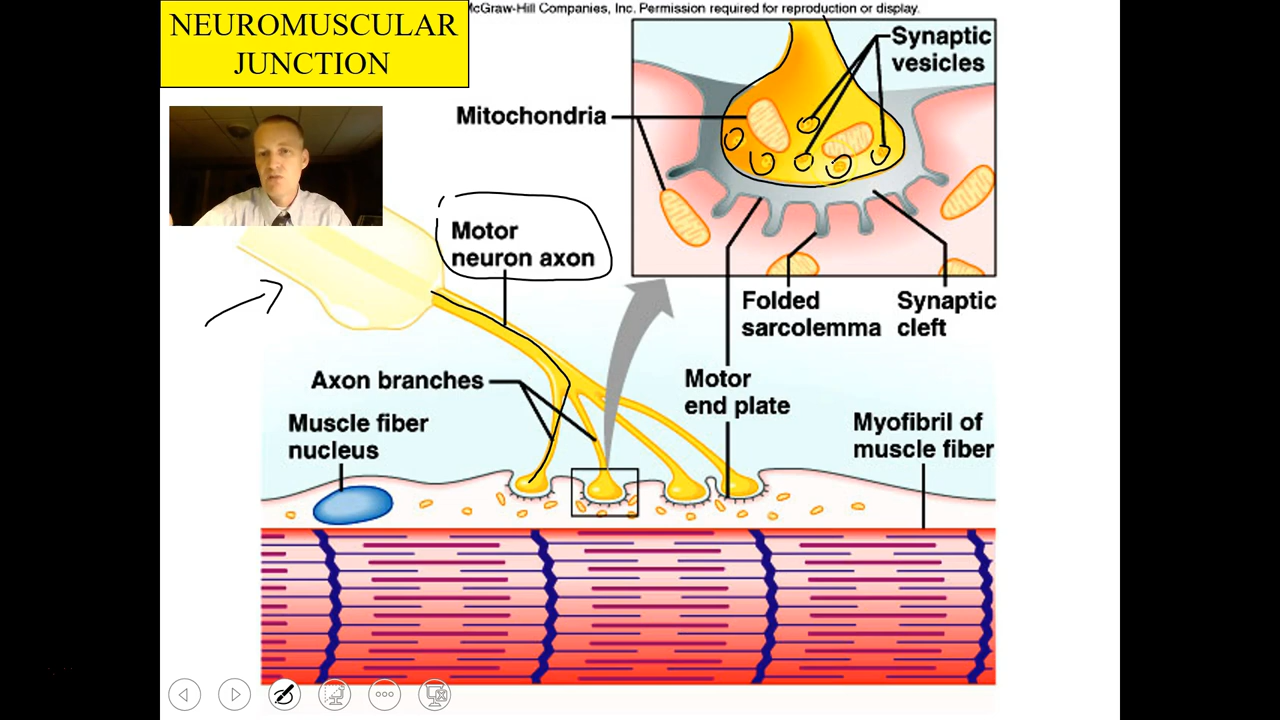 McGraw-Hill Companies, Inc. Permission required for reproduction or display.
NEUROMUSCULAR
JUNCTION
Synaptic
vesicles
Mitochondria
Motor
neuron axon
Folded
sarcolemma
Synaptic
cleft
Axon branches
Motor
end plate
Muscle fiber
nucleus
Myofibril of
muscle fiber